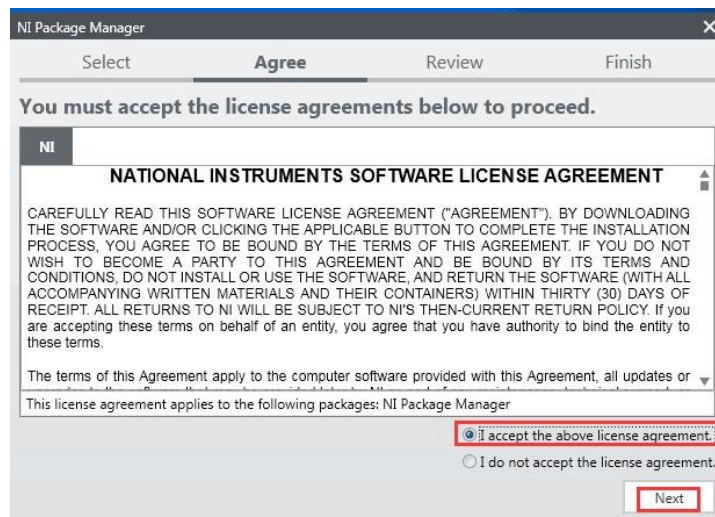 NI Package Manager
Select Agree Review Finish
You must accept the license agreements below to proceed.
NI
NATIONAL INSTRUMENTS SOFTWARE LICENSE AGREEMENT
CAREFULLY READ THIS SOFTWARE LICENSE AGREEMENT ("AGREEMENT"). BY DOWNLOADING
THE SOFTWARE AND/OR CLICKING THE APPLICABLE BUTTON TO COMPLETE THE INSTALLATION
PROCESS, YOU AGREE TO BE BOUND BY THE TERMS OF THIS AGREEMENT. IF YOU DO NOT
WISH TO BECOME A PARTY TO THIS AGREEMENT AND BE BOUND BY ITS TERMS AND
CONDITIONS, DO NOT INSTALL OR USE THE SOFTWARE, AND RETURN THE SOFTWARE (WITH ALL
ACCOMPANYING WRITTEN MATERIALS AND THEIR CONTAINERS) WITHIN THIRTY (30) DAYS OF
RECEIPT. ALL RETURNS TO NI WILL BE SUBJECT TO NI'S THEN-CURRENT RETURN POLICY. If you
are accepting these terms on behalf of an entity, you agree that you have authority to bind the entity to
these terms.
The terms of this Agreement apply to the computer software provided with this Agreement, all updates or
This license agreement applies to the following packages: NI Package Manager
I accept the above license agreement.
I do not accept the license agreement.
Next